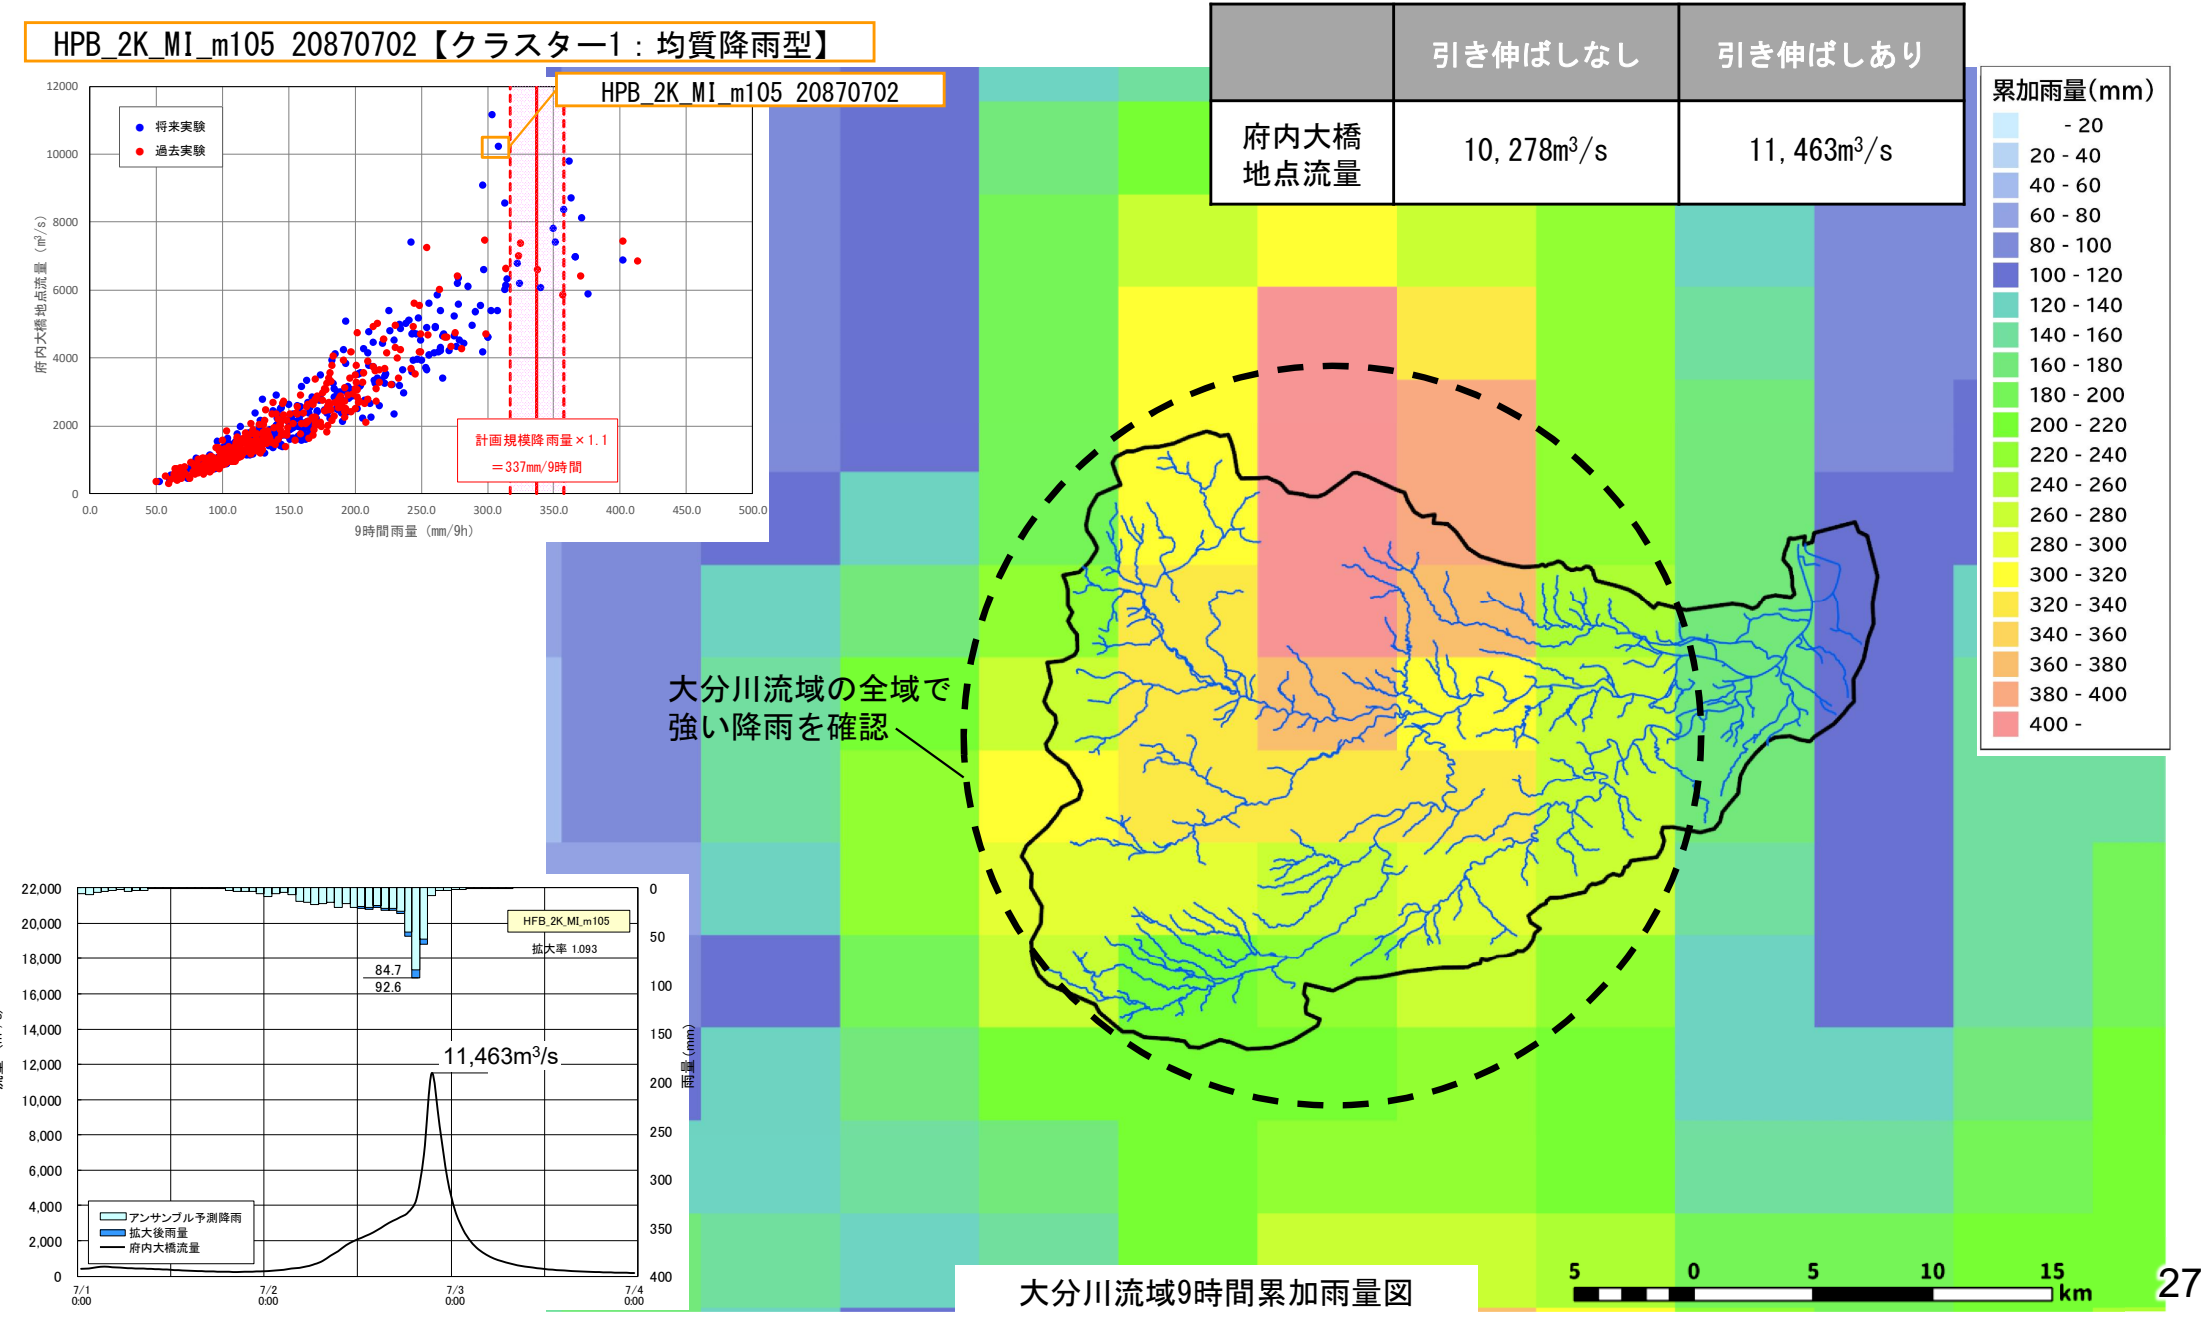 HPB_2K_MI_m105 20870702【クラスター1：均質降雨型】
引き伸ばしなし
引き伸ばしあり
府内大橋
地点流量
10,278m³/s
11,463m³/s
HPB_2K_MI_m105 20870702
将来実験
過去実験
12000
10000
8000
6000
4000
2000
0
府内大橋地点流量（m³/s）
計画規模降雨量×1.1
＝337mm/9時間
0.0
50.0
100.0
150.0
200.0
250.0
300.0
350.0
400.0
450.0
500.0
9時間雨量（mm/9h）
累加雨量(mm)
- 20
20 - 40
40 - 60
60 - 80
80 - 100
100 - 120
120 - 140
140 - 160
160 - 180
180 - 200
200 - 220
220 - 240
240 - 260
260 - 280
280 - 300
300 - 320
320 - 340
340 - 360
360 - 380
380 - 400
400 -
大分川流域の全域で
強い降雨を確認
22,000
20,000
18,000
16,000
14,000
12,000
10,000
8,000
6,000
4,000
2,000
0
HFB_2K_MI_m105
拡大率 1.093
84.7
92.6
11,463m³/s
0
50
100
150
200
250
300
350
400
雨量(mm)
アンサンブル予測降雨
拡大後雨量
府内大橋流量
7/1
0:00
7/2
0:00
7/3
0:00
7/4
0:00
大分川流域9時間累加雨量図
5
0
5
10
15
km
27